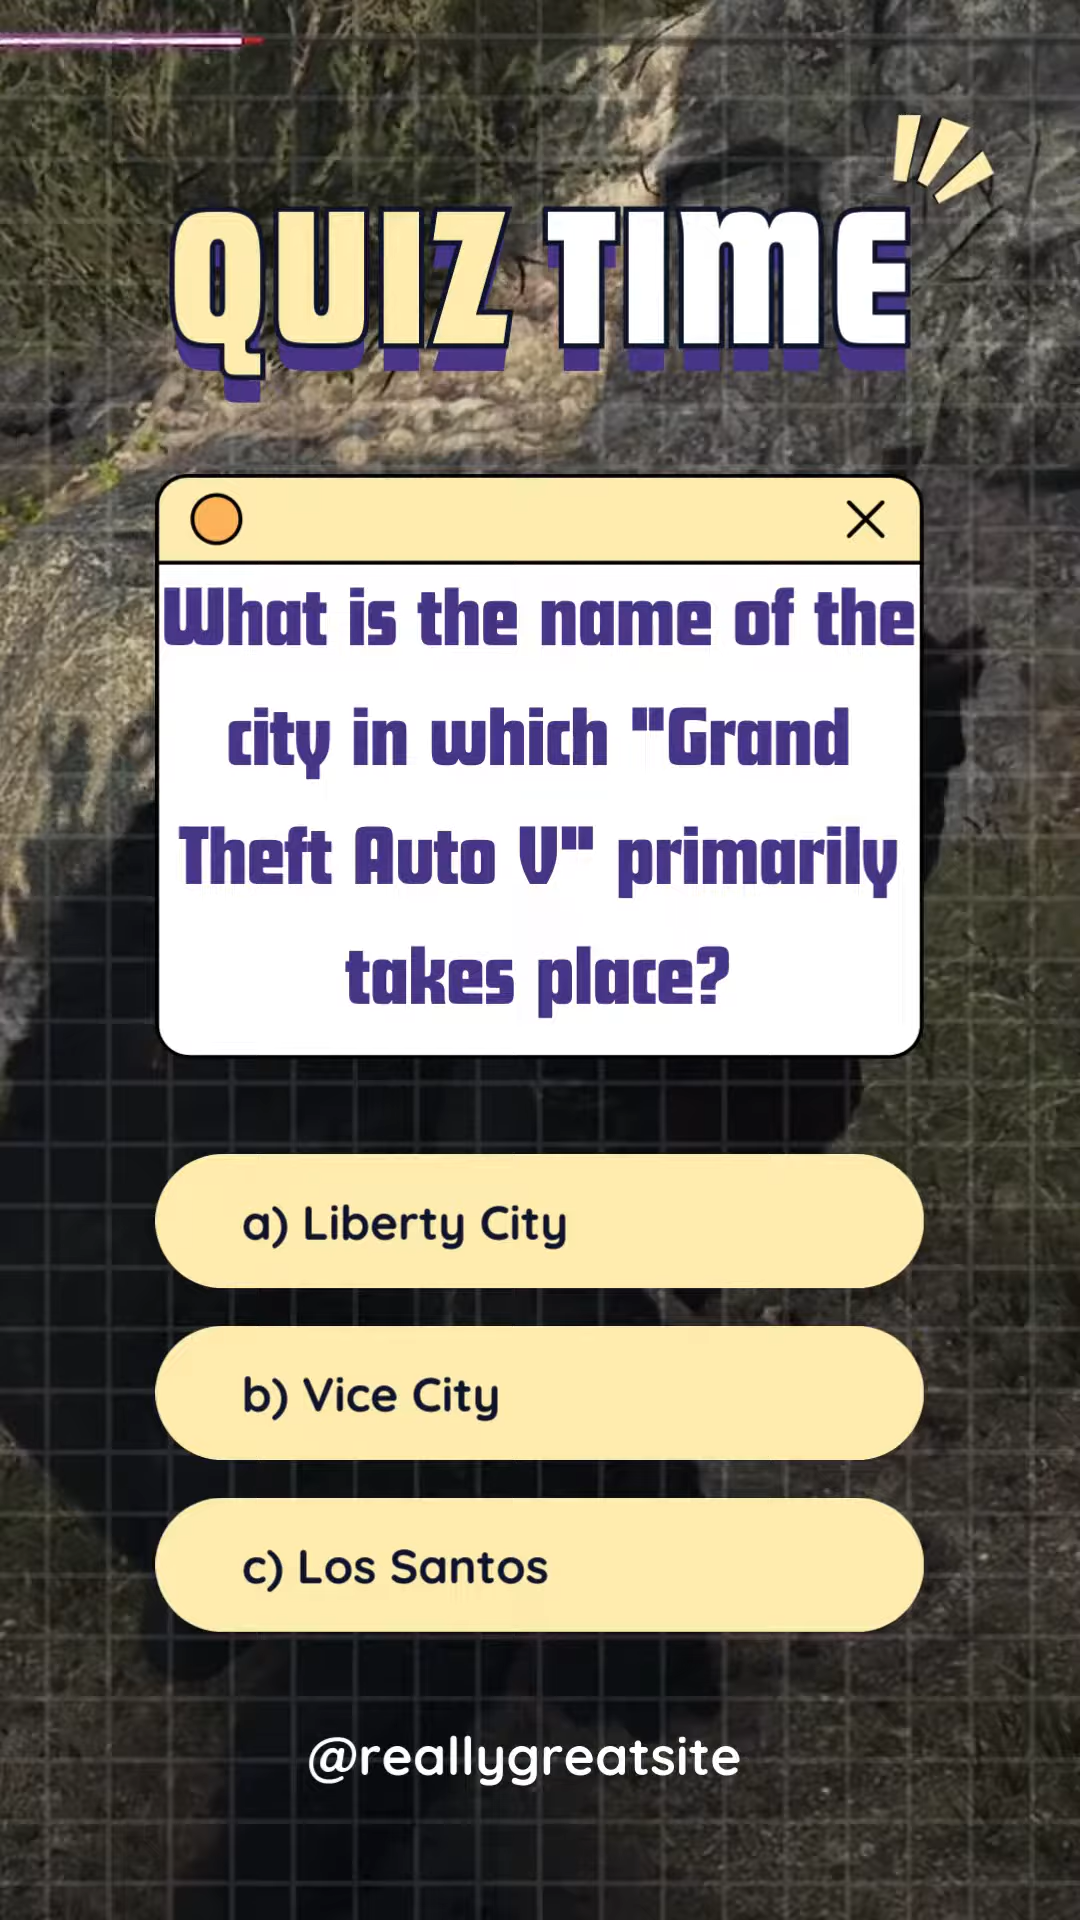 QUIZ TIME
What is the name of the
city in which "Grand
Theft Auto V" primarily
takes place?
a) Liberty City
b) Vice City
c) Los Santos
@reallygreatsite